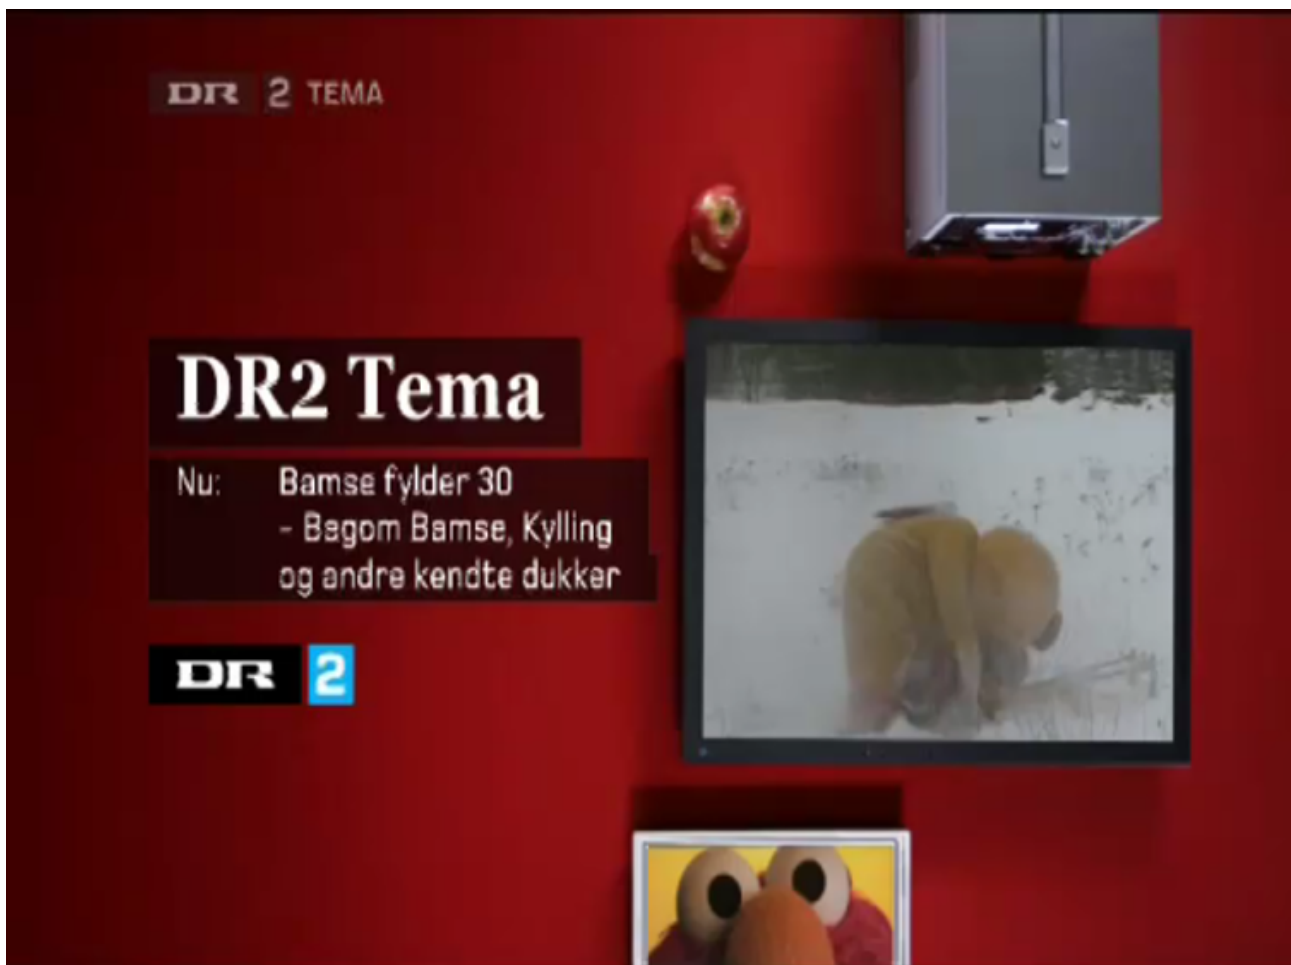 DR 2 TEMA
DR2 Tema
Nu: Bamse fylder 30
- Bagom Bamse, Kylling
og andre kendte dukker
DR 2